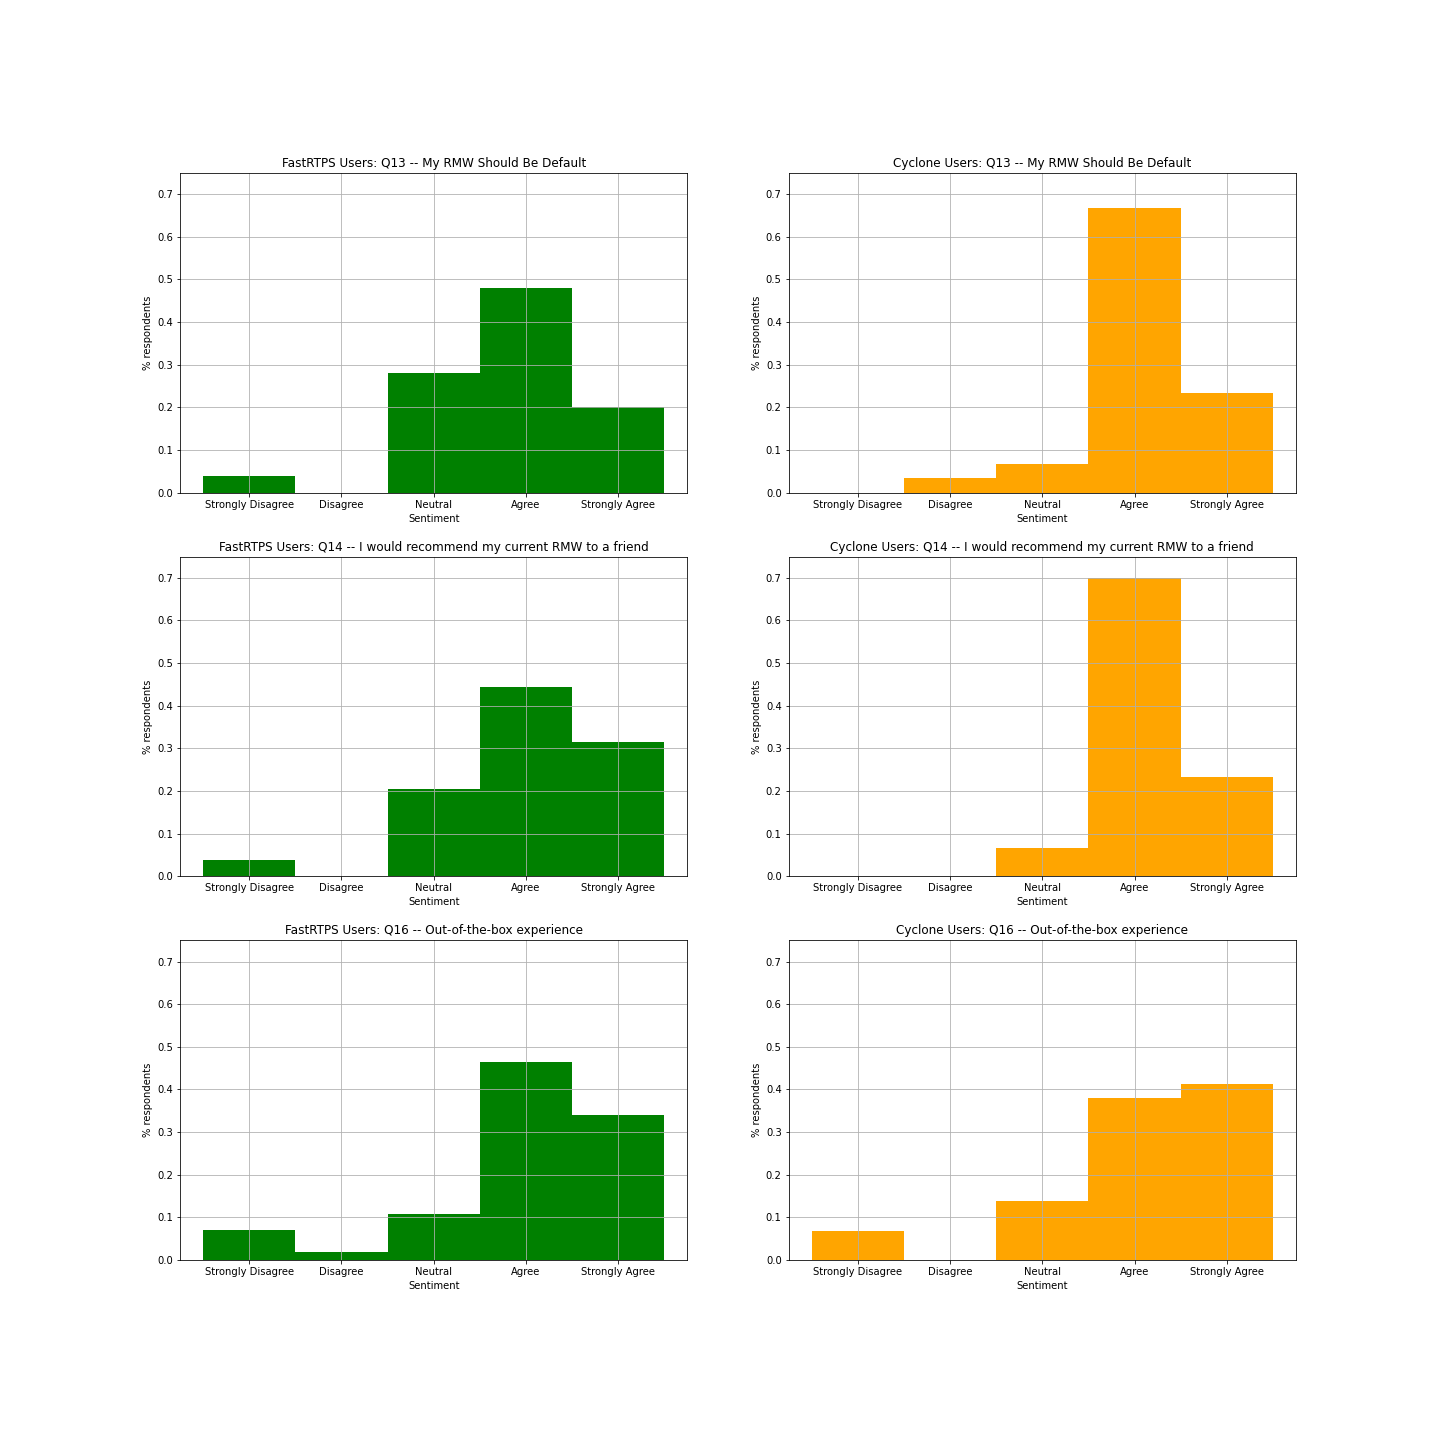 FastRTPS Users: Q13 -- My RMW Should Be Default
0.7
0.6
0.5
0.4
0.3
0.2
0.1
0.0
% respondents
Strongly Disagree Disagree Neutral Agree Strongly Agree
Sentiment
Cyclone Users: Q13 -- My RMW Should Be Default
0.7
0.6
0.5
0.4
0.3
0.2
0.1
0.0
% respondents
Strongly Disagree Disagree Neutral Agree Strongly Agree
Sentiment
FastRTPS Users: Q14 -- I would recommend my current RMW to a friend
0.7
0.6
0.5
0.4
0.3
0.2
0.1
0.0
% respondents
Strongly Disagree Disagree Neutral Agree Strongly Agree
Sentiment
Cyclone Users: Q14 -- I would recommend my current RMW to a friend
0.7
0.6
0.5
0.4
0.3
0.2
0.1
0.0
% respondents
Strongly Disagree Disagree Neutral Agree Strongly Agree
Sentiment
FastRTPS Users: Q16 -- Out-of-the-box experience
0.7
0.6
0.5
0.4
0.3
0.2
0.1
0.0
% respondents
Strongly Disagree Disagree Neutral Agree Strongly Agree
Sentiment
Cyclone Users: Q16 -- Out-of-the-box experience
0.7
0.6
0.5
0.4
0.3
0.2
0.1
0.0
% respondents
Strongly Disagree Disagree Neutral Agree Strongly Agree
Sentiment